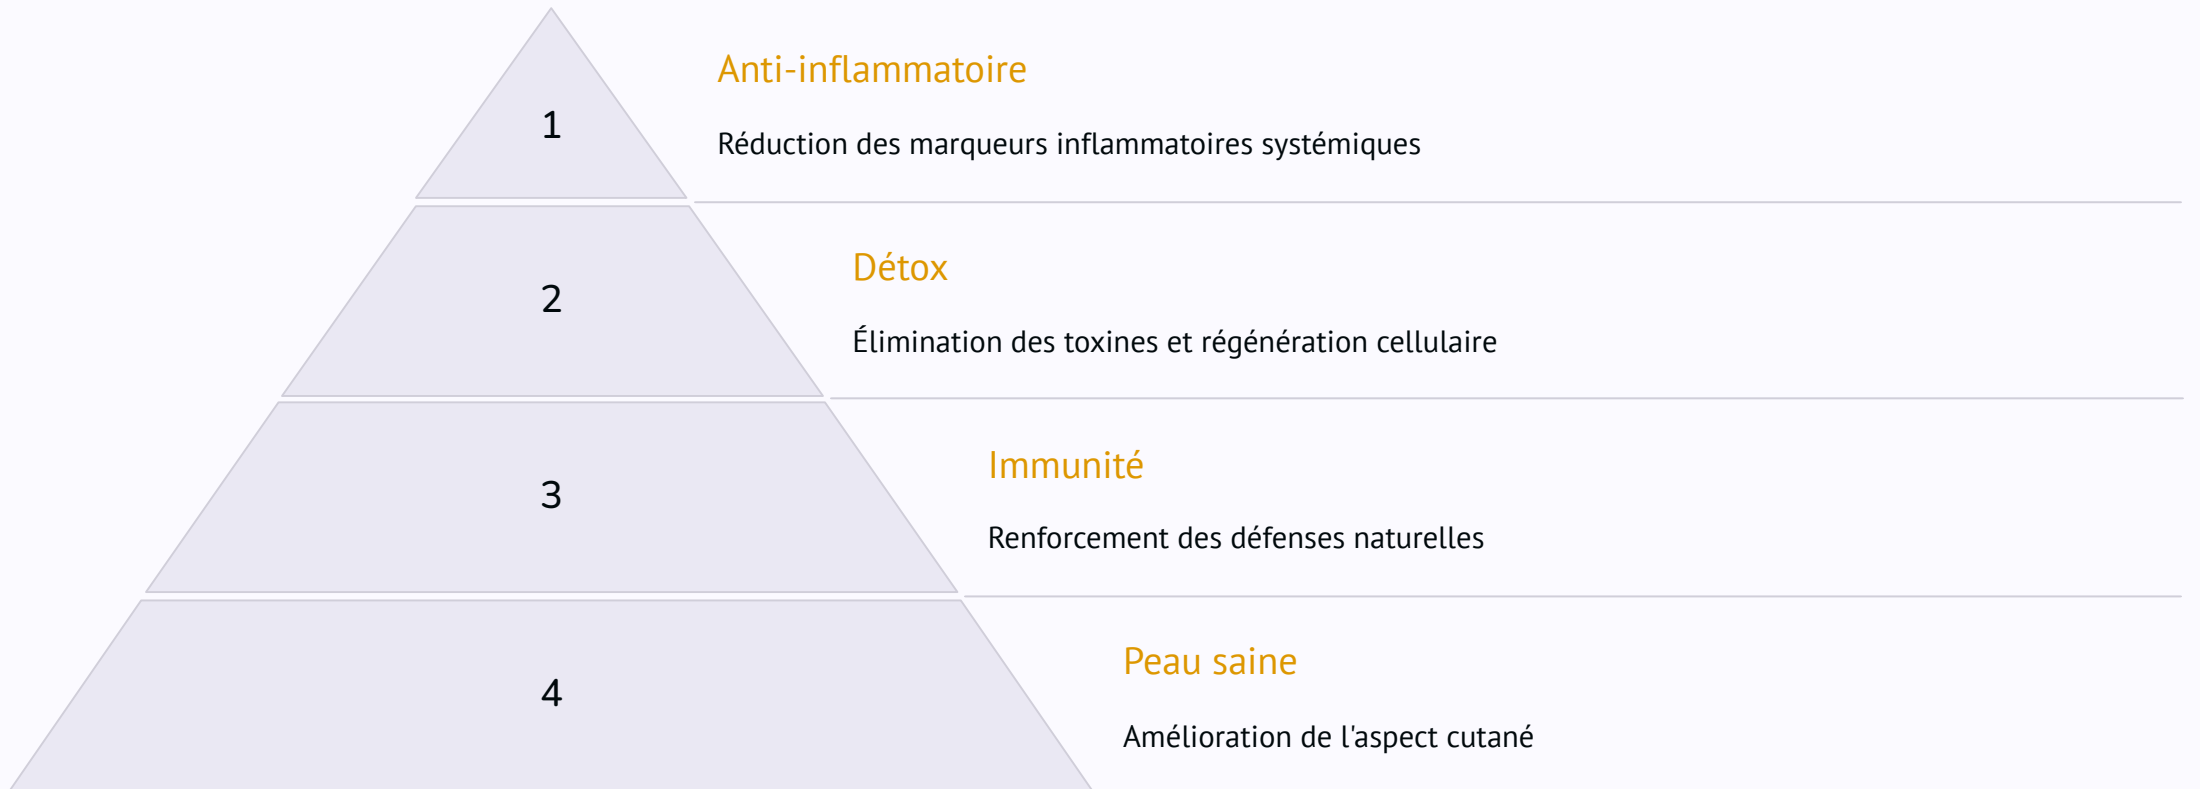 1
Anti-inflammatoire
Réduction des marqueurs inflammatoires systémiques
2
Détox
Élimination des toxines et régénération cellulaire
3
Immunité
Renforcement des défenses naturelles
4
Peau saine
Amélioration de l'aspect cutané